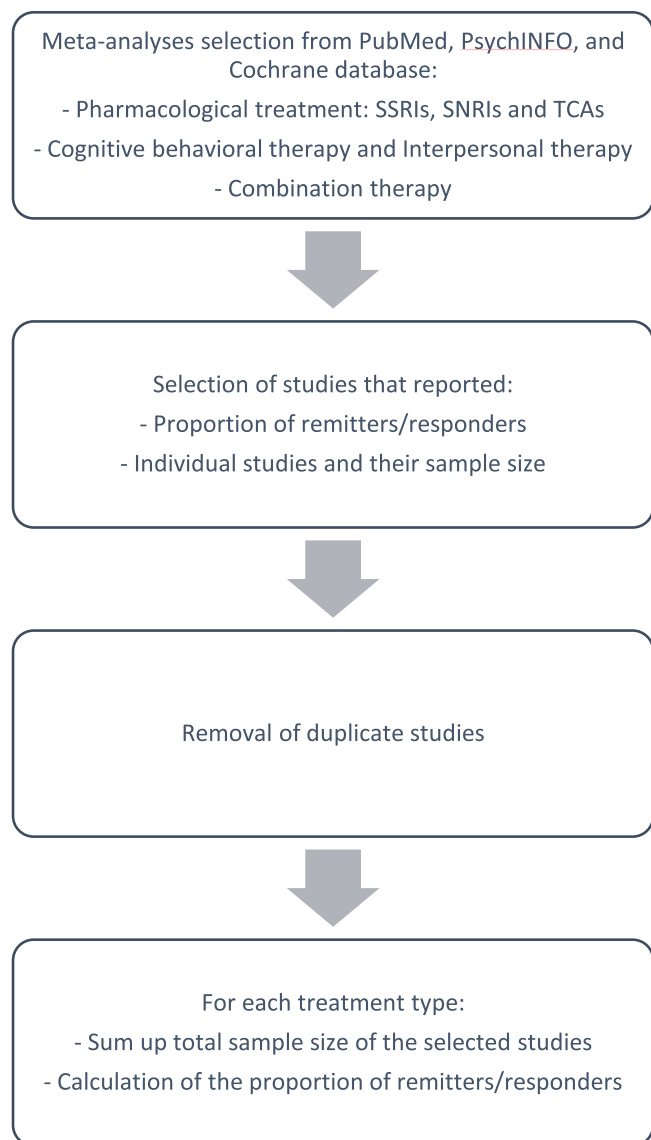 Meta-analyses selection from PubMed, PsychINFO, and
Cochrane database:
- Pharmacological treatment: SSRIs, SNRIs and TCAs
- Cognitive behavioral therapy and Interpersonal therapy
- Combination therapy
Selection of studies that reported:
- Proportion of remitters/responders
- Individual studies and their sample size
Removal of duplicate studies
For each treatment type:
- Sum up total sample size of the selected studies
- Calculation of the proportion of remitters/responders